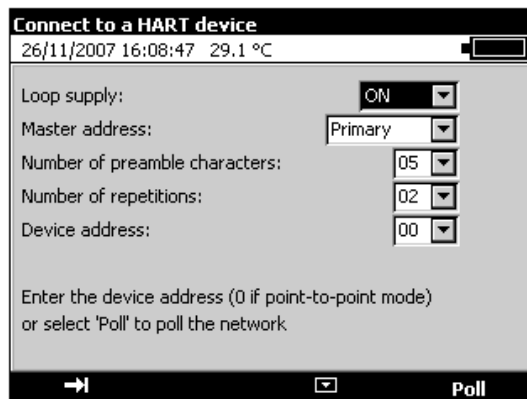 Connect to a HART device
26/11/2007 16:08:47 29.1 °C
Loop supply: ON
Master address: Primary
Number of preamble characters: 05
Number of repetitions: 02
Device address: 00
Enter the device address (0 if point-to-point mode)
or select 'Poll' to poll the network
Poll